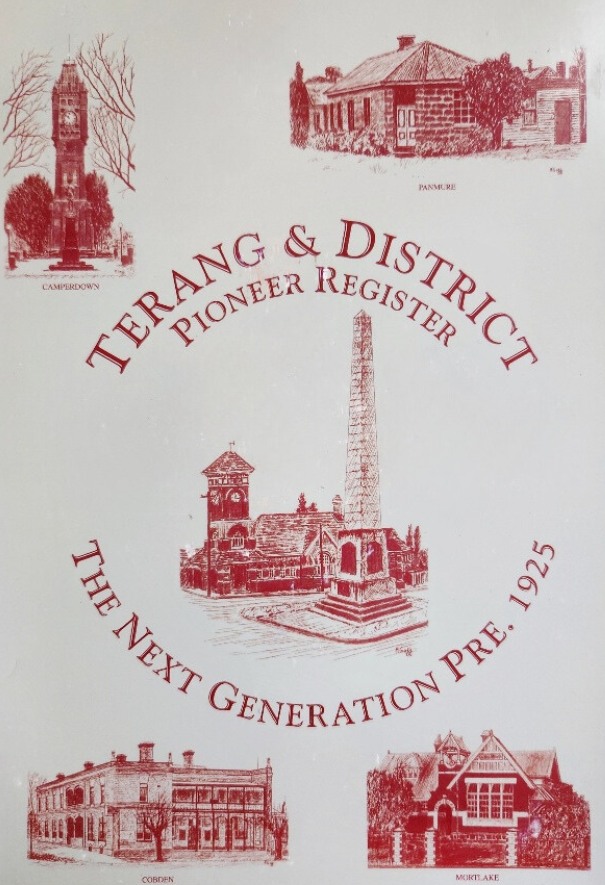 CAMPERDOWN
PANMURE
TERANG & DISTRICT
PIONEER REGISTER
THE NEXT GENERATION PRE. 1925
COBDEN
MORTLAKE